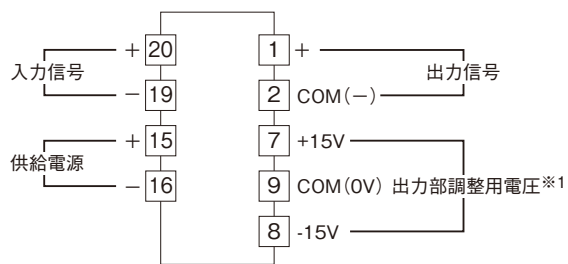 + 20 1 +
入力信号 出力信号
− 19 2 COM(−)
+ 15 7 +15V
供給電源
− 16 9 COM(0V) 出力部調整用電圧※1
8 -15V